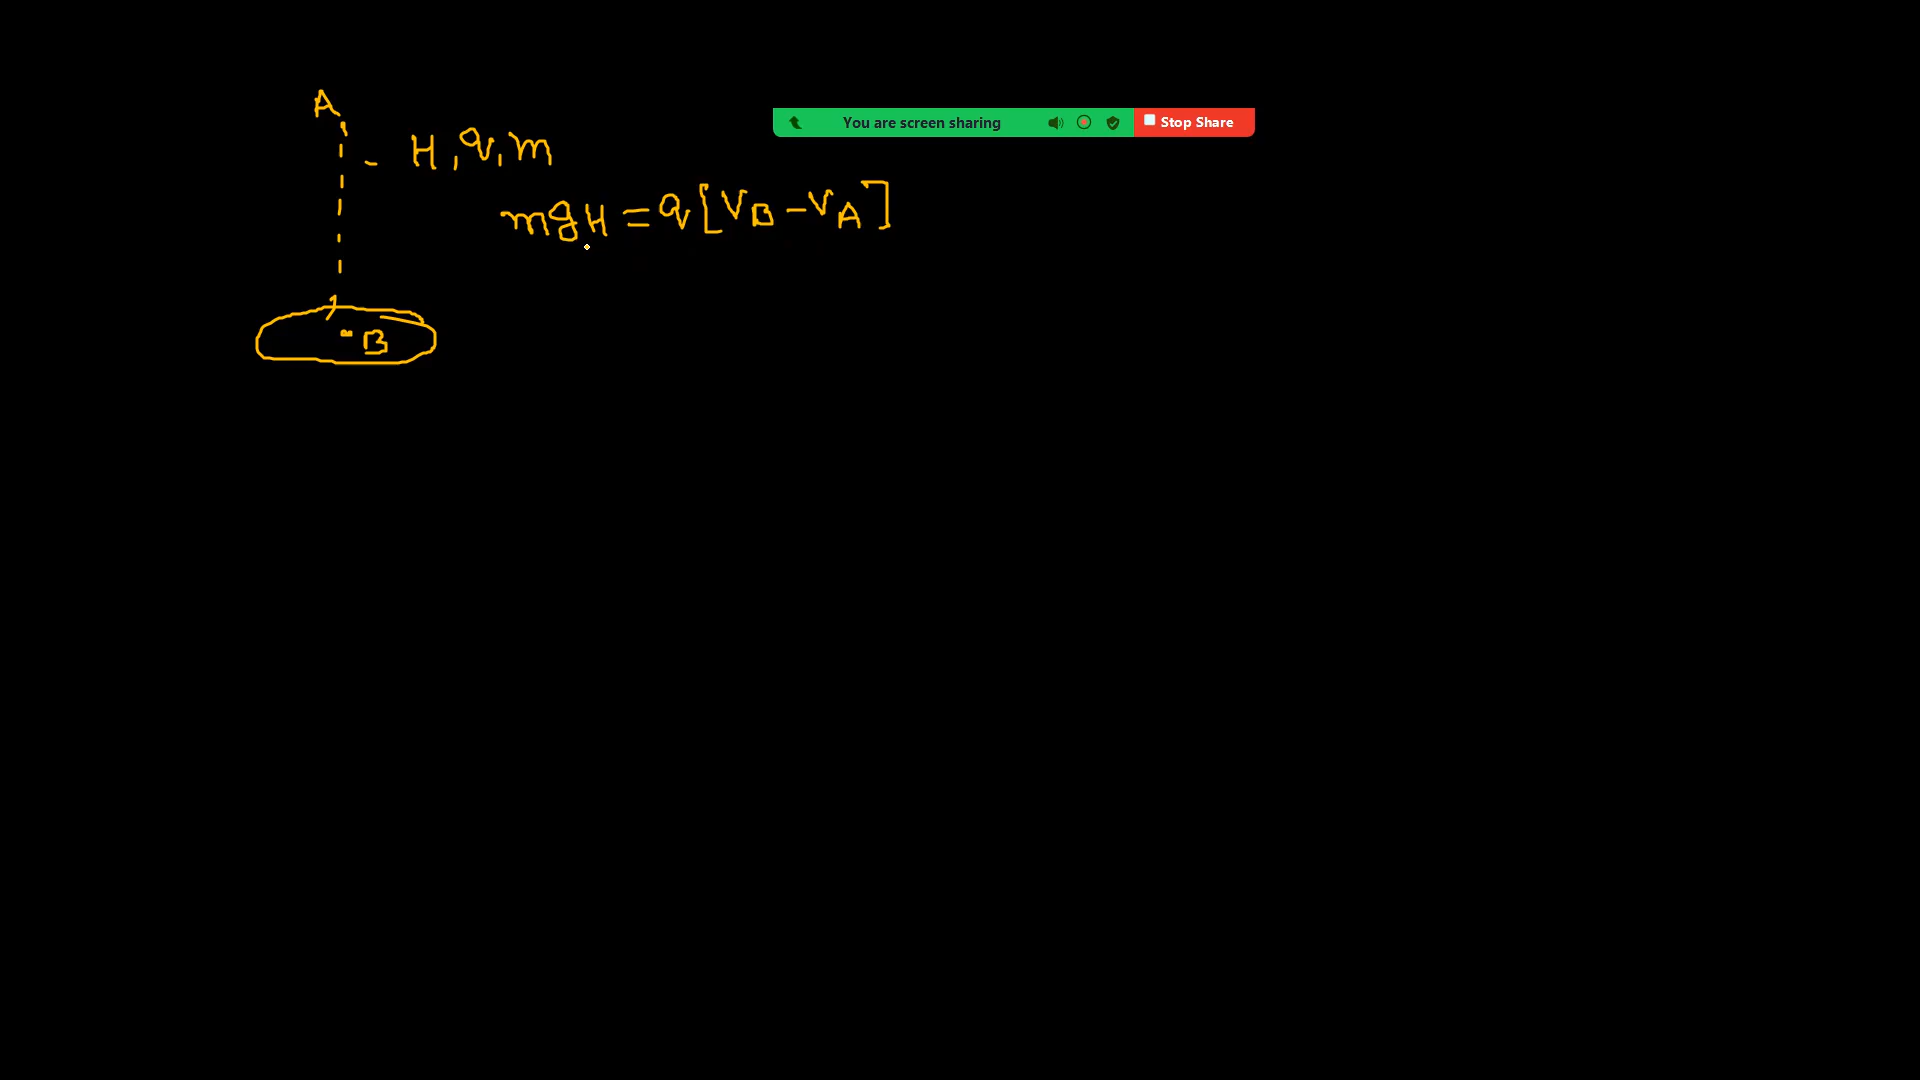 A
You are screen sharing Stop Share
- H, q, m
mgH = q[VB - VA]
B